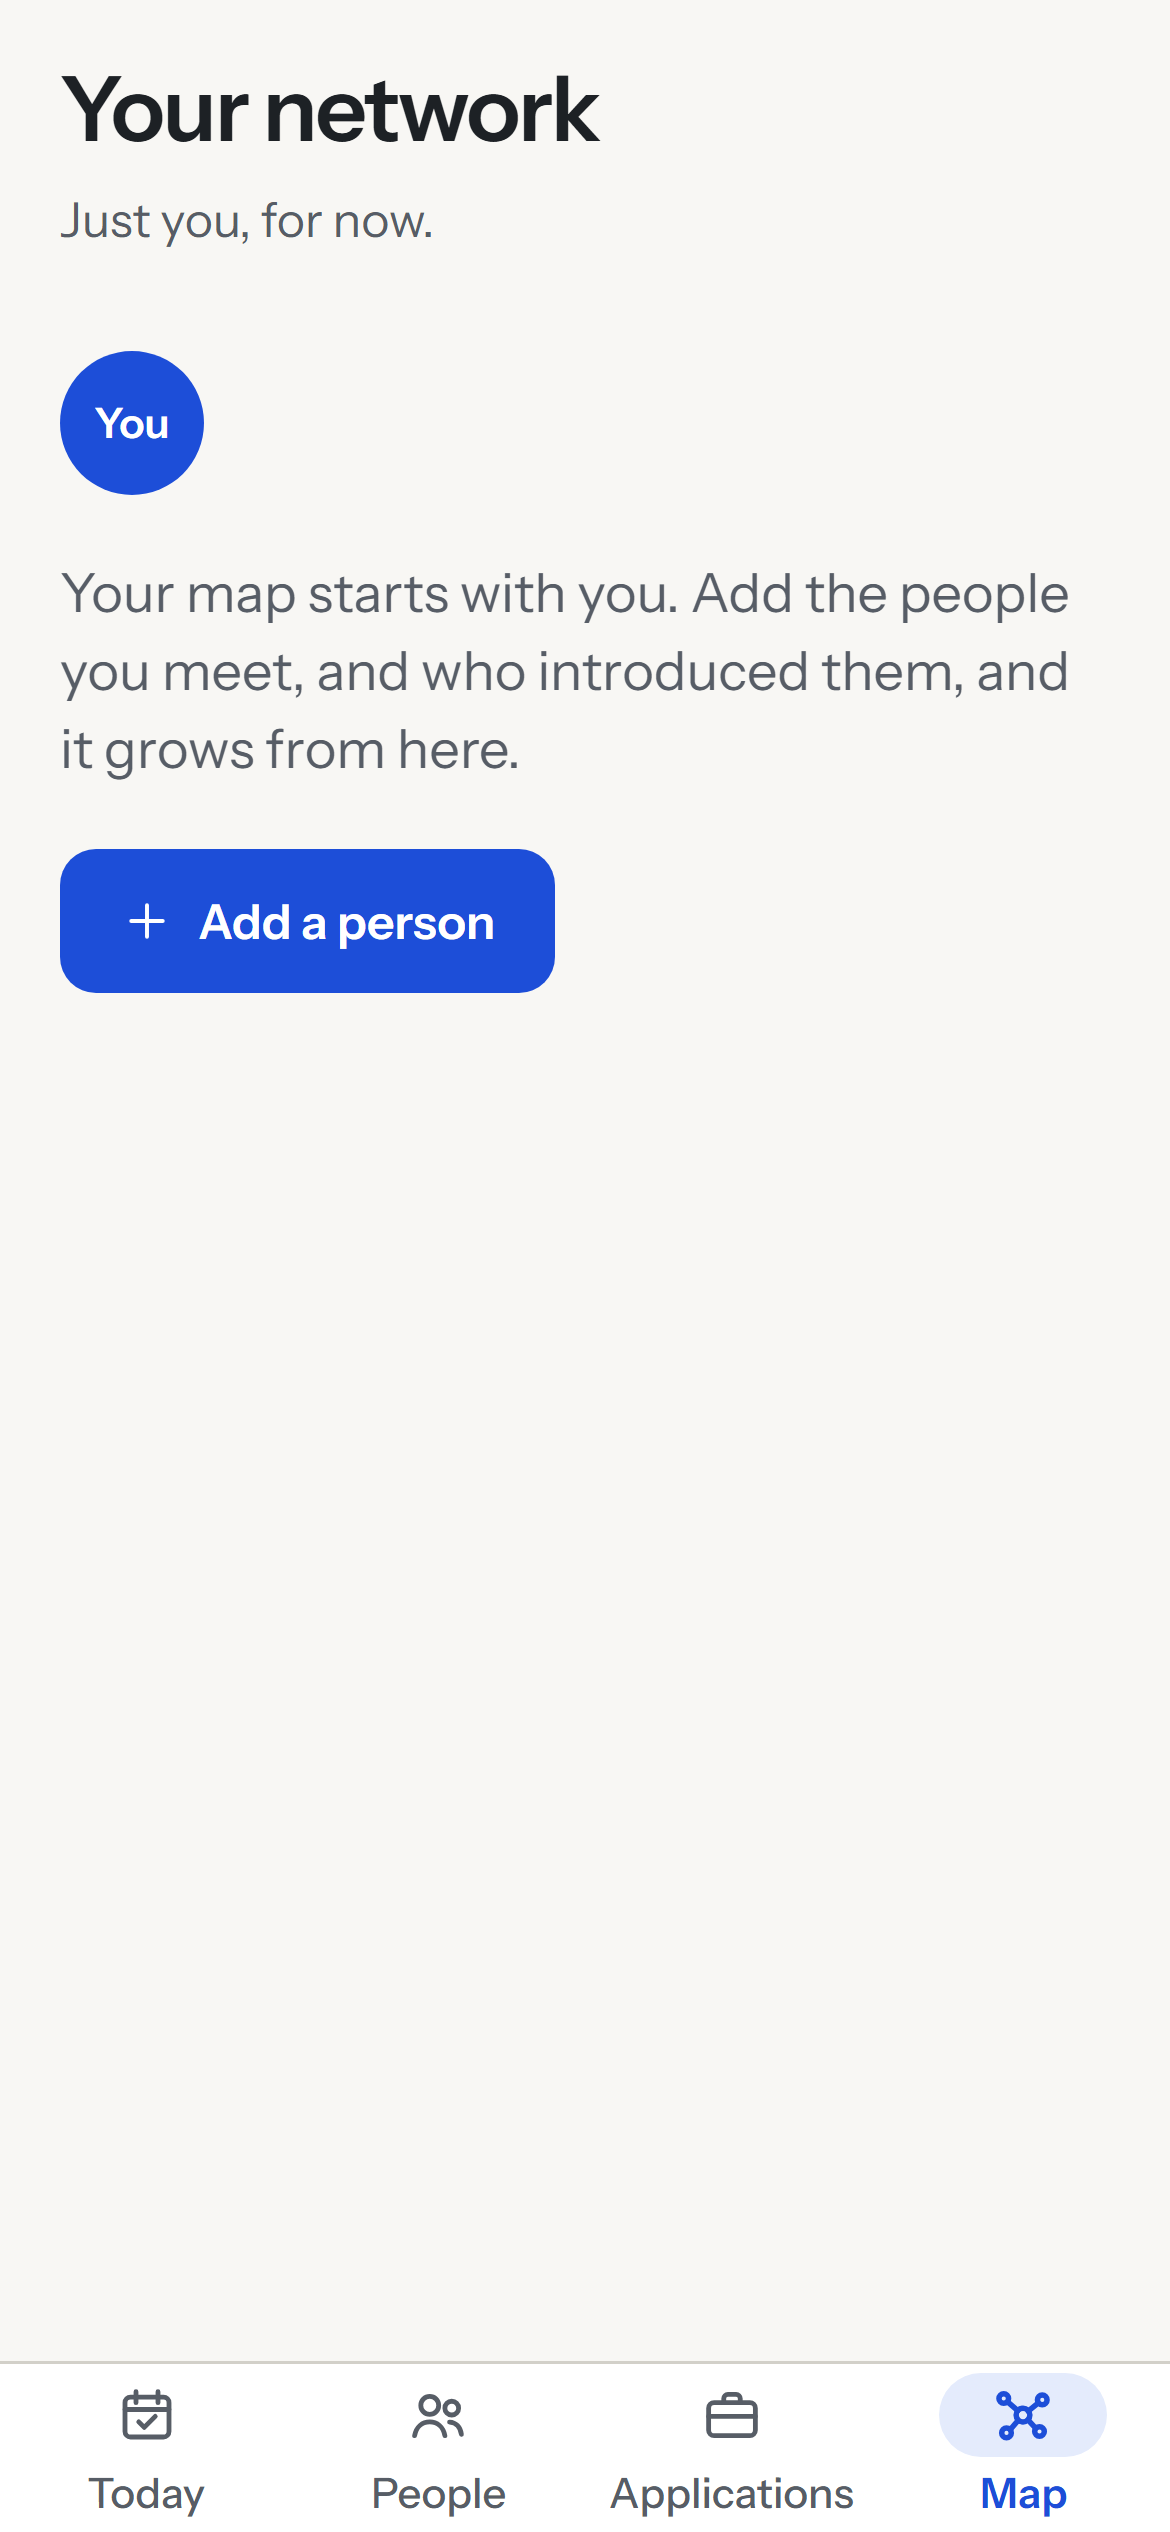 Your network
Just you, for now.
You
Your map starts with you. Add the people
you meet, and who introduced them, and
it grows from here.
Add a person
Today
People
Applications
Map